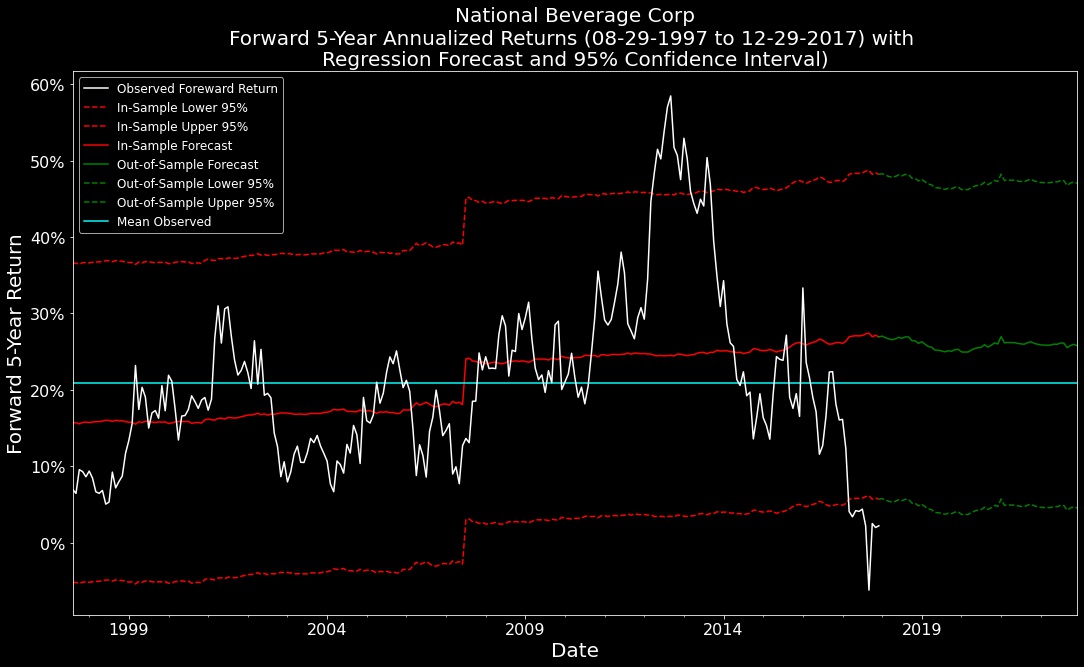 National Beverage Corp
Forward 5-Year Annualized Returns (08-29-1997 to 12-29-2017) with
Regression Forecast and 95% Confidence Interval)
Observed Foreward Return
In-Sample Lower 95%
In-Sample Upper 95%
In-Sample Forecast
Out-of-Sample Forecast
Out-of-Sample Lower 95%
Out-of-Sample Upper 95%
Mean Observed
Forward 5-Year Return
60%
50%
40%
30%
20%
10%
0%
1999
2004
2009
2014
2019
Date